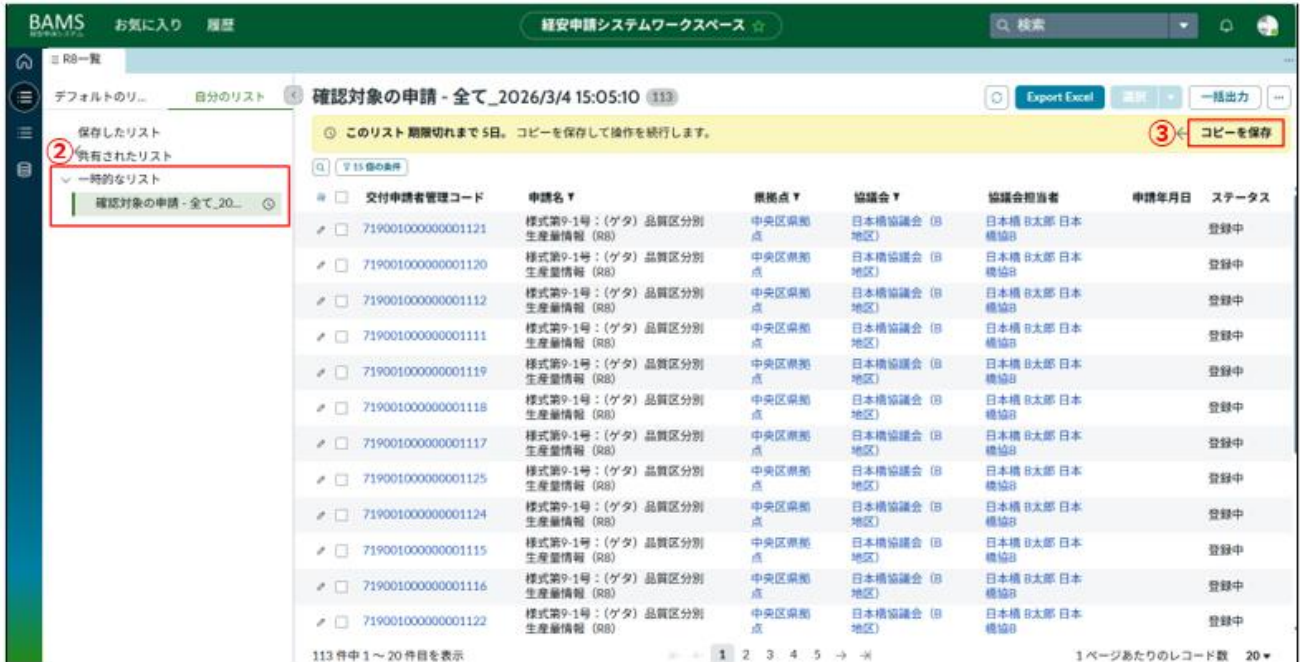 BAMS お気に入り 履歴 経安申請システムワークスペース ☆ 検索
経安申請システム
R8一覧
デフォルトのリ... 自分のリスト 確認対象の申請 - 全て_2026/3/4 15:05:10 113 Export Excel 選択 一括出力 ...
保存したリスト このリスト 期限切れまで 5日。 コピーを保存して操作を続行します。 ③ コピーを保存
② 共有されたリスト
一時的なリスト 15 個の条件
確認対象の申請 - 全て_20...
交付申請者管理コード 申請名▼ 県拠点▼ 協議会▼ 協議会担当者 申請年月日 ステータス
719001000000001121 様式第9-1号：(ゲタ) 品質区分別 中央区県拠 日本橋協議会（B 日本橋 B太郎 日本 登録中
生産量情報（R8） 点 地区） 橋協B
719001000000001120 様式第9-1号：(ゲタ) 品質区分別 中央区県拠 日本橋協議会（B 日本橋 B太郎 日本 登録中
生産量情報（R8） 点 地区） 橋協B
719001000000001112 様式第9-1号：(ゲタ) 品質区分別 中央区県拠 日本橋協議会（B 日本橋 B太郎 日本 登録中
生産量情報（R8） 点 地区） 橋協B
719001000000001111 様式第9-1号：(ゲタ) 品質区分別 中央区県拠 日本橋協議会（B 日本橋 B太郎 日本 登録中
生産量情報（R8） 点 地区） 橋協B
719001000000001119 様式第9-1号：(ゲタ) 品質区分別 中央区県拠 日本橋協議会（B 日本橋 B太郎 日本 登録中
生産量情報（R8） 点 地区） 橋協B
719001000000001118 様式第9-1号：(ゲタ) 品質区分別 中央区県拠 日本橋協議会（B 日本橋 B太郎 日本 登録中
生産量情報（R8） 点 地区） 橋協B
719001000000001117 様式第9-1号：(ゲタ) 品質区分別 中央区県拠 日本橋協議会（B 日本橋 B太郎 日本 登録中
生産量情報（R8） 点 地区） 橋協B
719001000000001125 様式第9-1号：(ゲタ) 品質区分別 中央区県拠 日本橋協議会（B 日本橋 B太郎 日本 登録中
生産量情報（R8） 点 地区） 橋協B
719001000000001124 様式第9-1号：(ゲタ) 品質区分別 中央区県拠 日本橋協議会（B 日本橋 B太郎 日本 登録中
生産量情報（R8） 点 地区） 橋協B
719001000000001115 様式第9-1号：(ゲタ) 品質区分別 中央区県拠 日本橋協議会（B 日本橋 B太郎 日本 登録中
生産量情報（R8） 点 地区） 橋協B
719001000000001116 様式第9-1号：(ゲタ) 品質区分別 中央区県拠 日本橋協議会（B 日本橋 B太郎 日本 登録中
生産量情報（R8） 点 地区） 橋協B
719001000000001122 様式第9-1号：(ゲタ) 品質区分別 中央区県拠 日本橋協議会（B 日本橋 B太郎 日本 登録中
生産量情報（R8） 点 地区） 橋協B
113 件中 1 ～ 20 件目を表示 1 2 3 4 5 1 ページあたりのレコード数 20▼